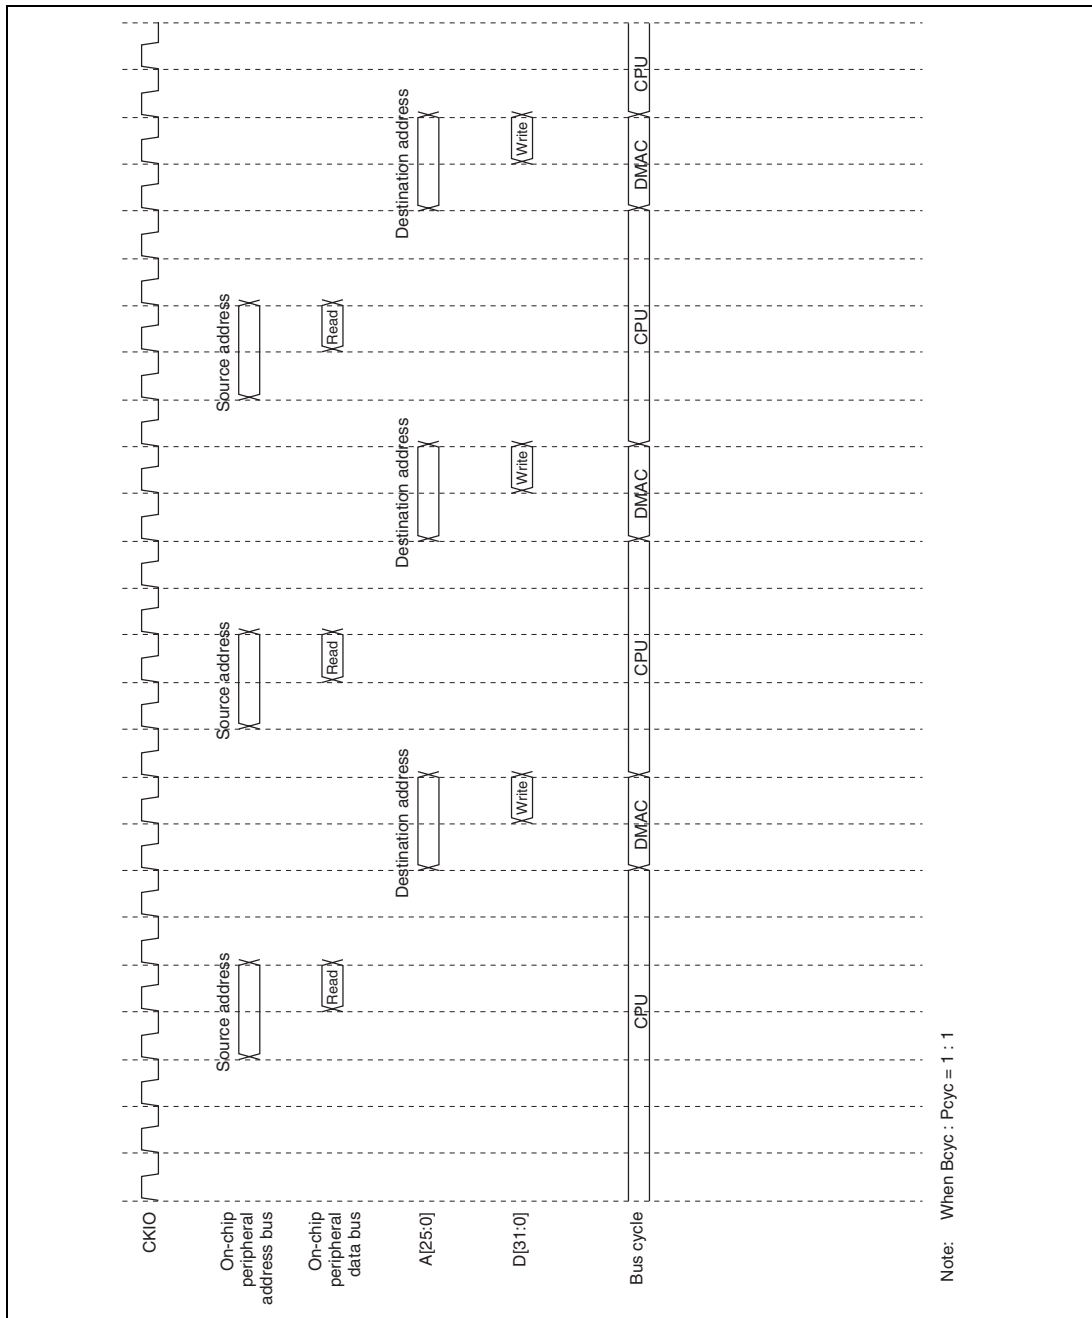 CKIO
On-chip
peripheral
address bus
Source address
Source address
Source address
On-chip
peripheral
data bus
Read
Read
Read
A[25:0]
Destination address
Destination address
Destination address
D[31:0]
Write
Write
Write
Bus cycle
CPU
DMAC
CPU
DMAC
CPU
DMAC
CPU
Note: When Bcyc : Pcyc = 1 : 1